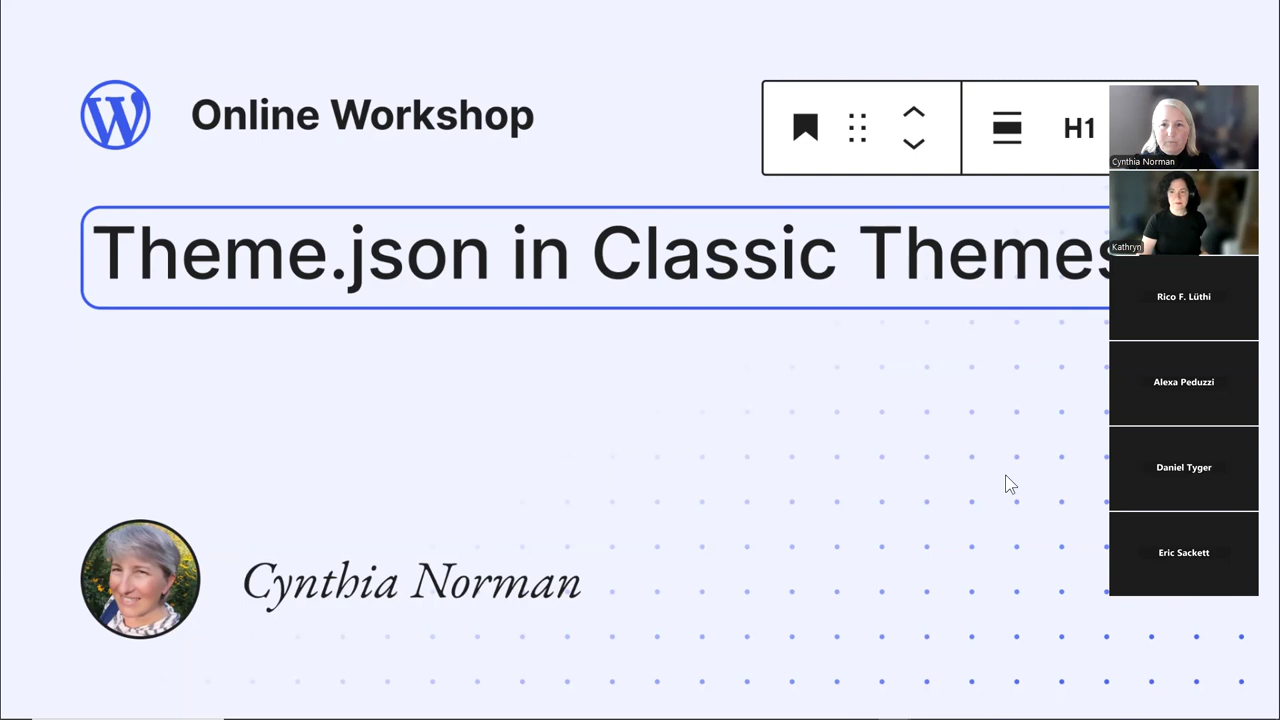 Online Workshop
H1
Theme.json in Classic Themes
Cynthia Norman
Cynthia Norman
Kathryn
Rico F. Lüthi
Alexa Peduzzi
Daniel Tyger
Eric Sackett